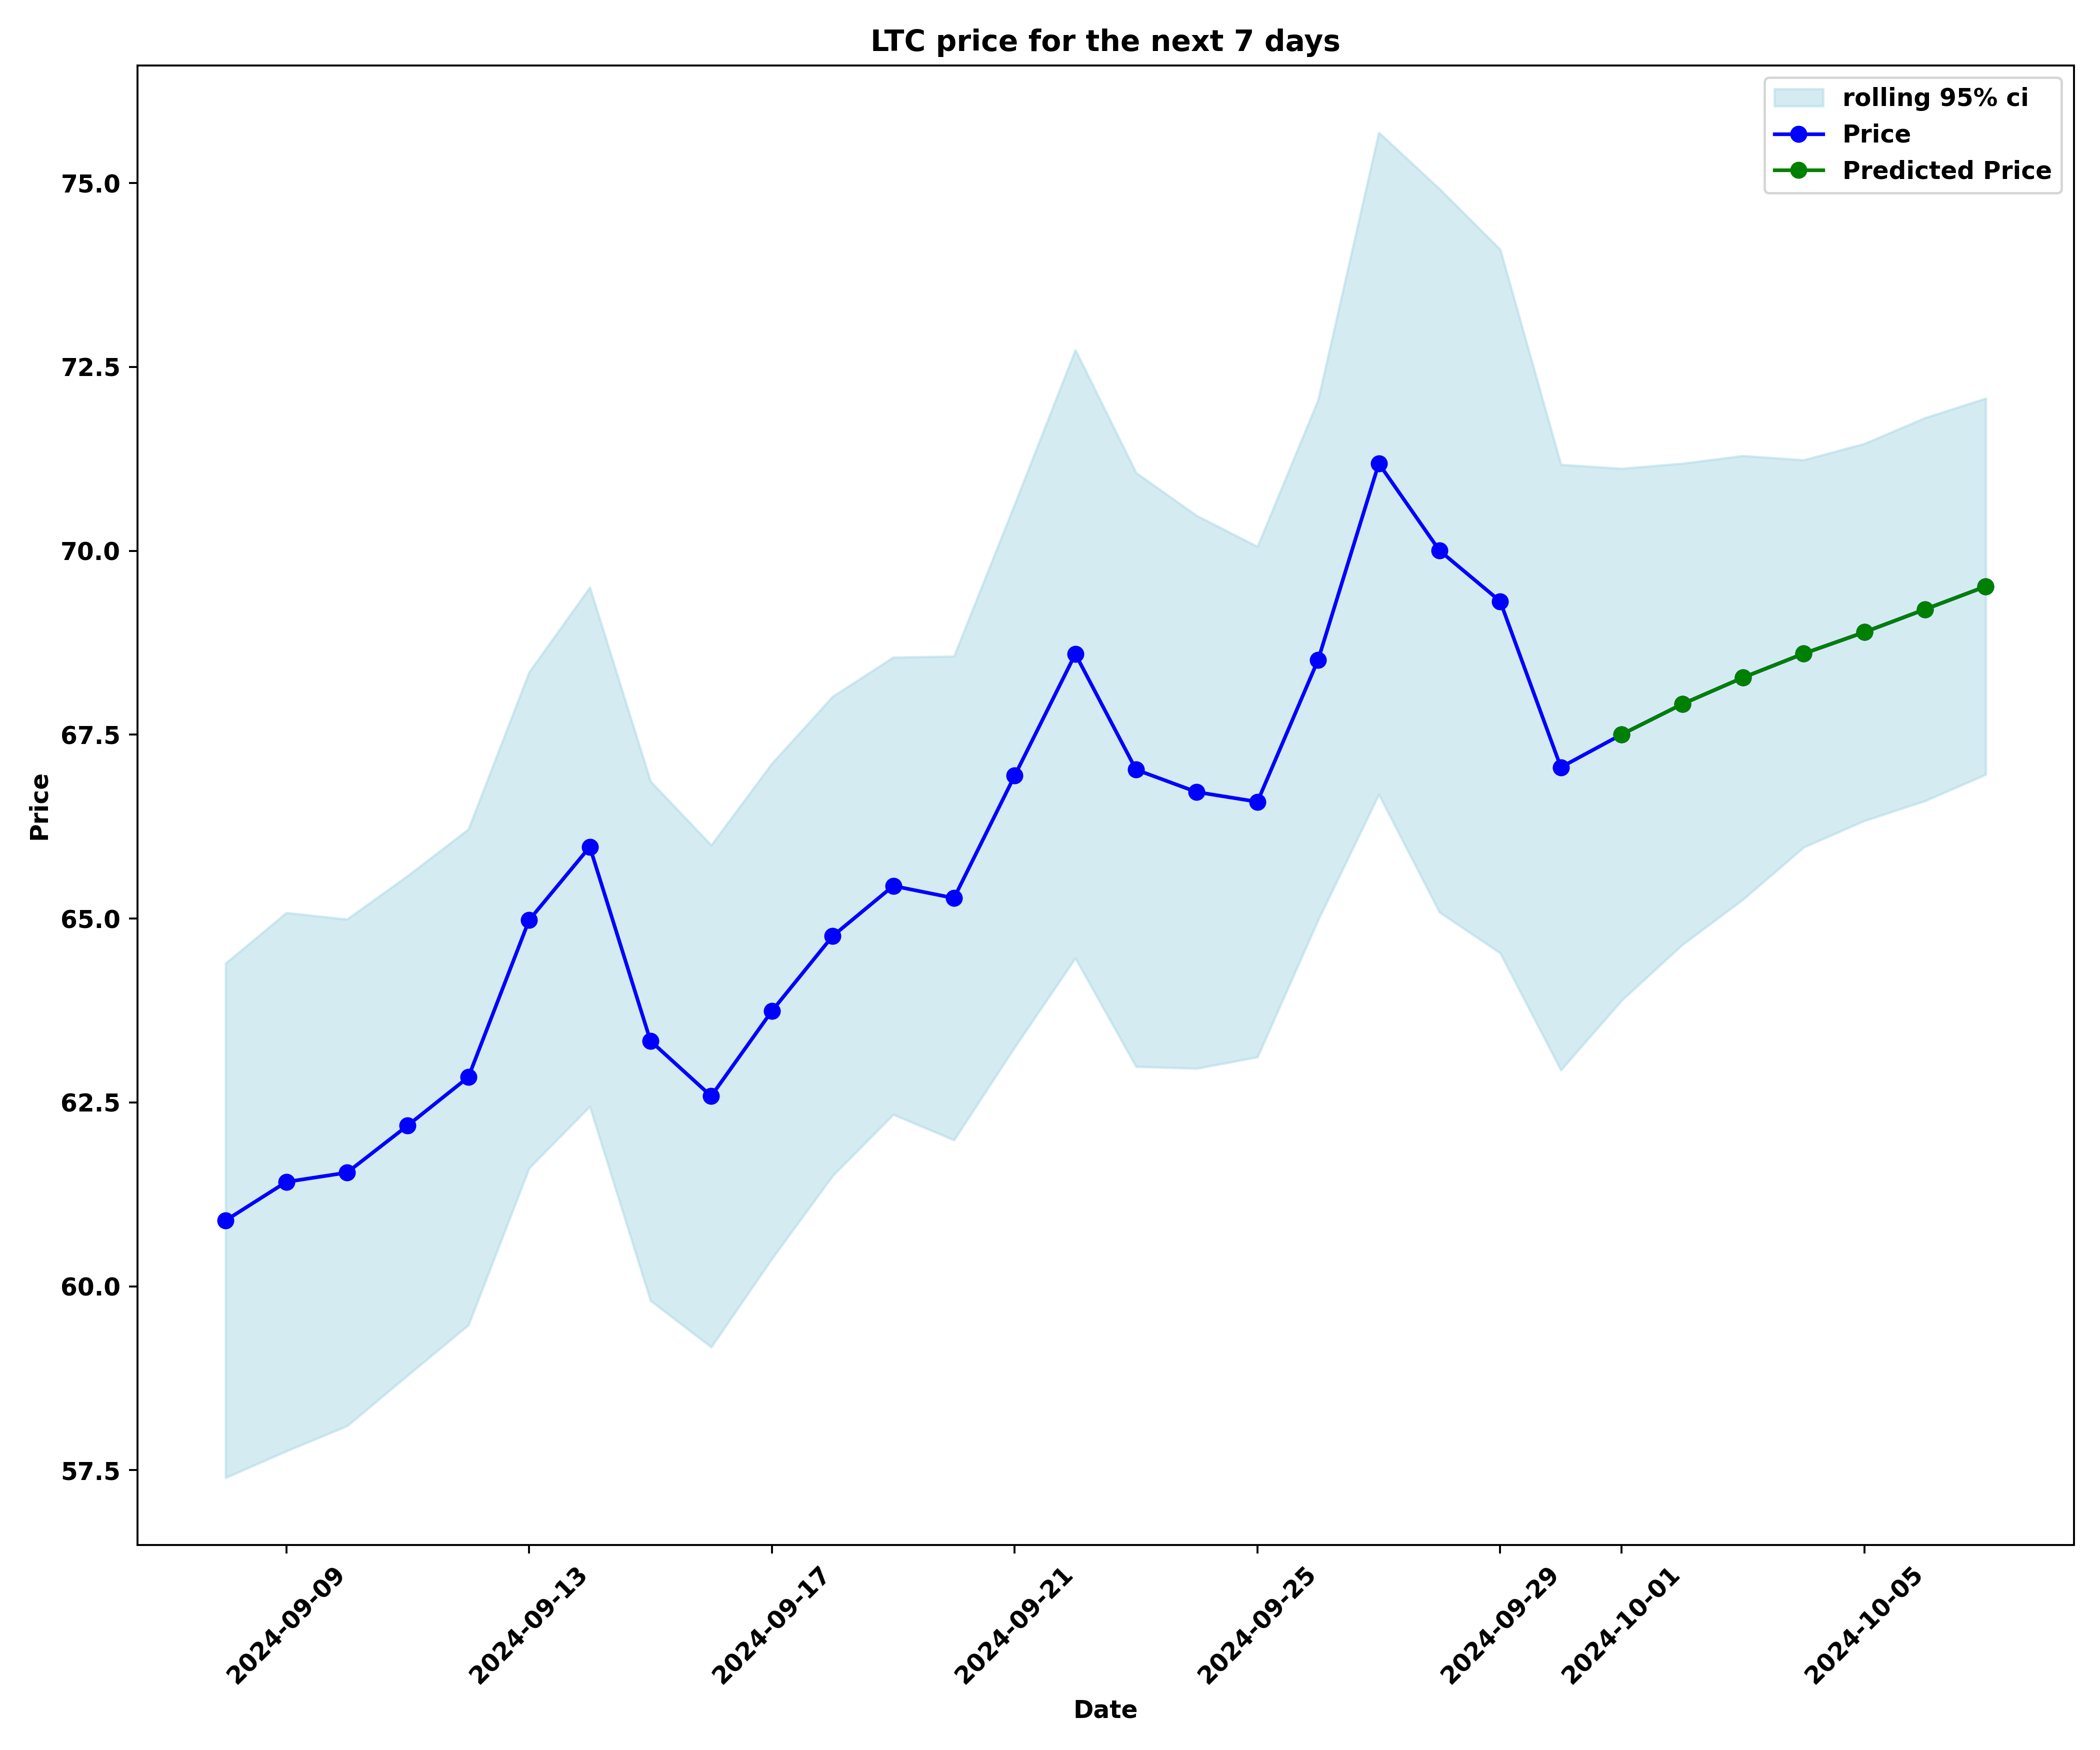 LTC price for the next 7 days
rolling 95% ci
Price
Predicted Price
75.0
72.5
70.0
67.5
65.0
62.5
60.0
57.5
Price
2024-09-09
2024-09-13
2024-09-17
2024-09-21
2024-09-25
2024-09-29
2024-10-01
2024-10-05
Date